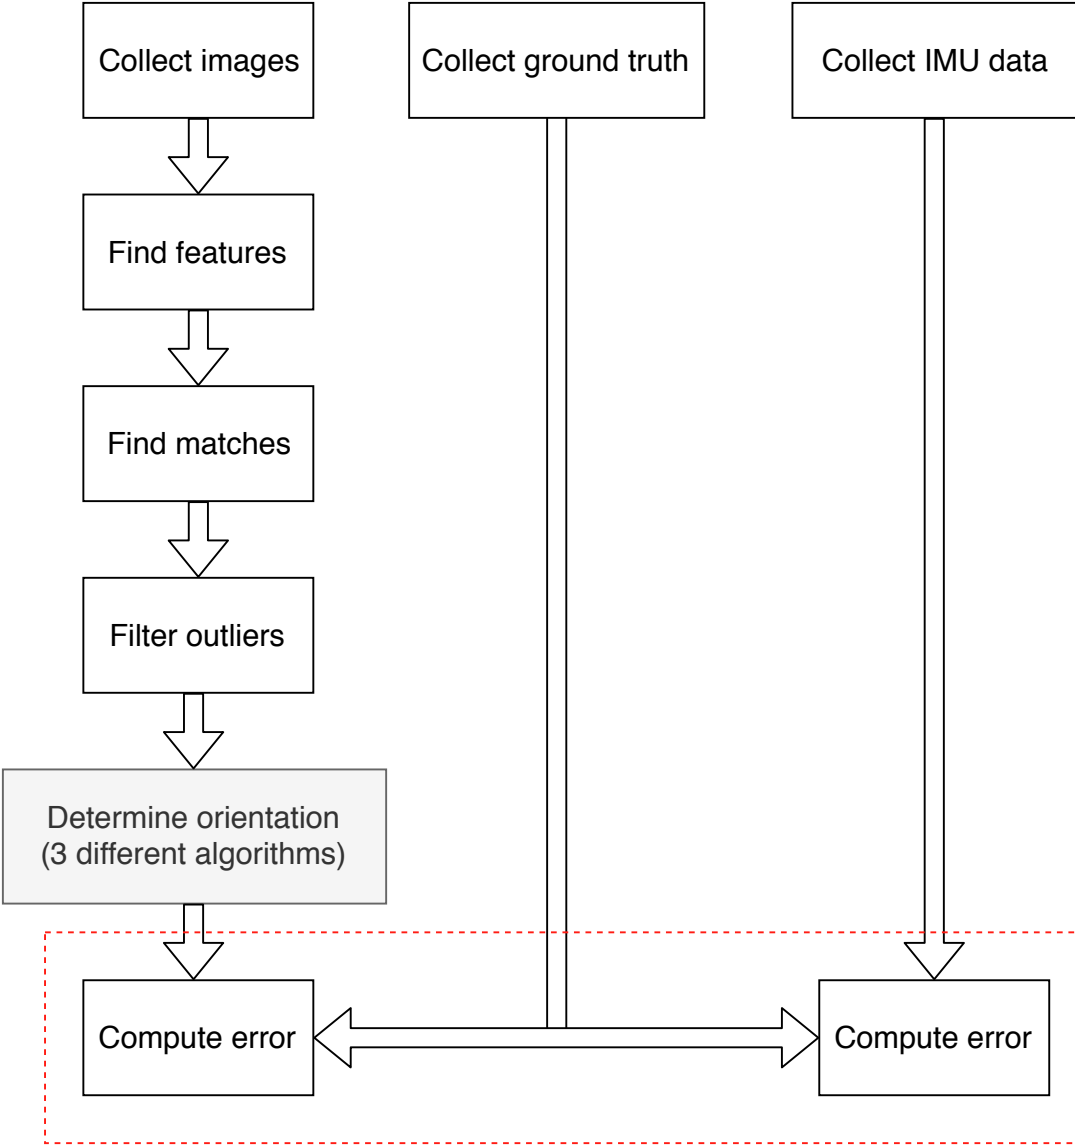 Collect images
Collect ground truth
Collect IMU data
Find features
Find matches
Filter outliers
Determine orientation
(3 different algorithms)
Compute error
Compute error